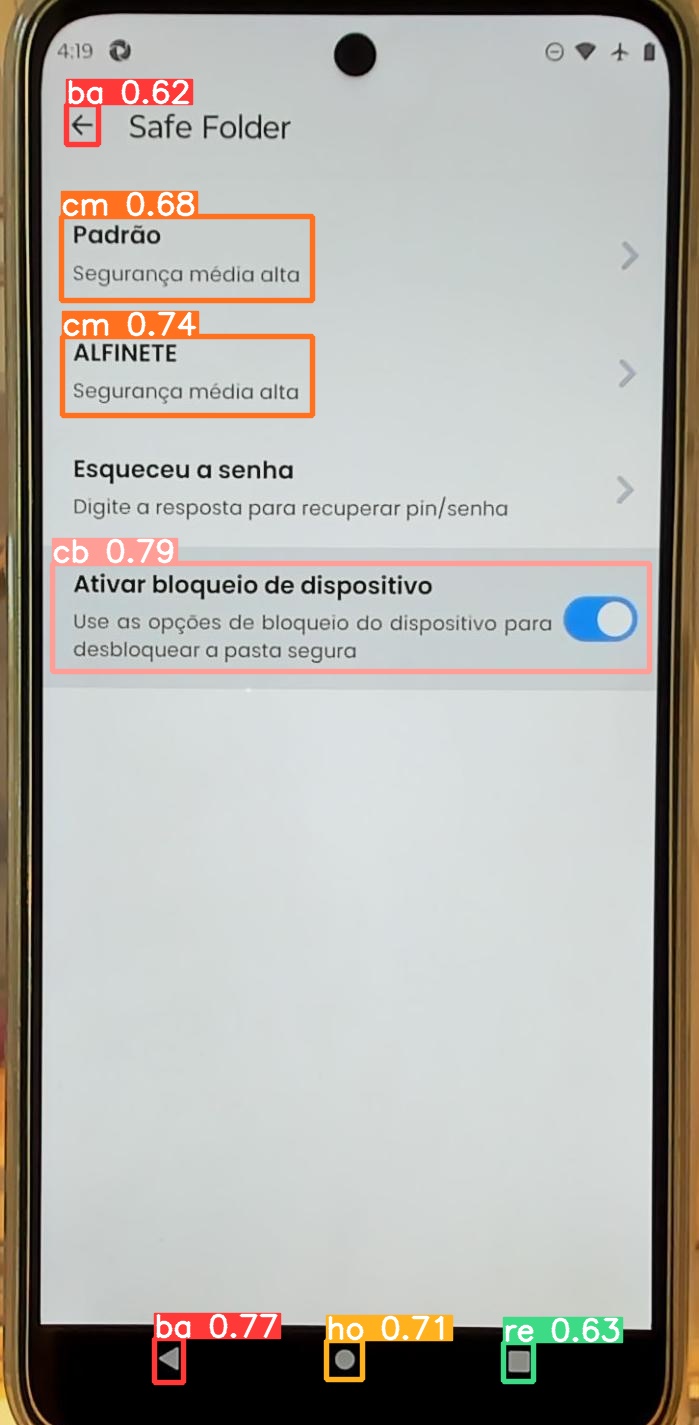 4:19
ba 0.62
Safe Folder
cm 0.68
Padrão
Segurança média alta
cm 0.74
ALFINETE
Segurança média alta
Esqueceu a senha
Digite a resposta para recuperar pin/senha
cb 0.79
Ativar bloqueio de dispositivo
Use as opções de bloqueio do dispositivo para
desbloquear a pasta segura
ba 0.77
ho 0.71
re 0.63